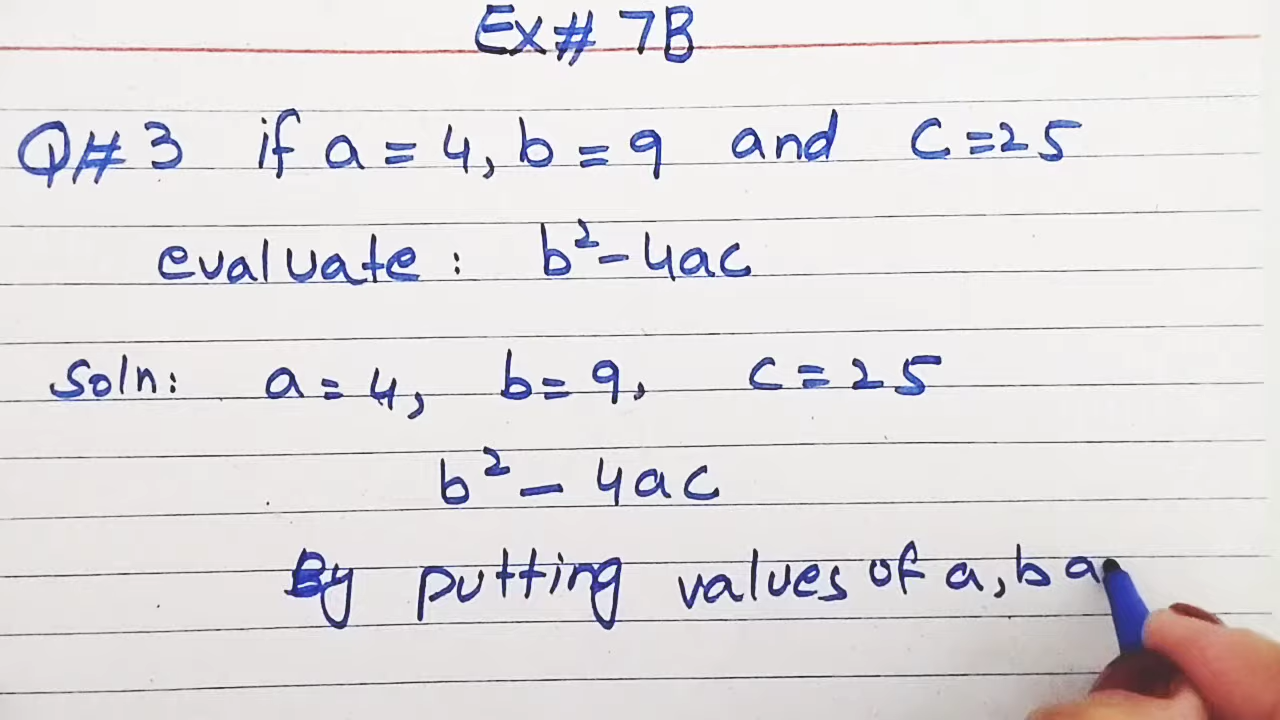 Ex# 7B
Q# 3 if a = 4, b = 9 and C = 25
evaluate : b² - 4ac
Soln: a = 4, b = 9, c = 25
b² - 4ac
By putting values of a, b a